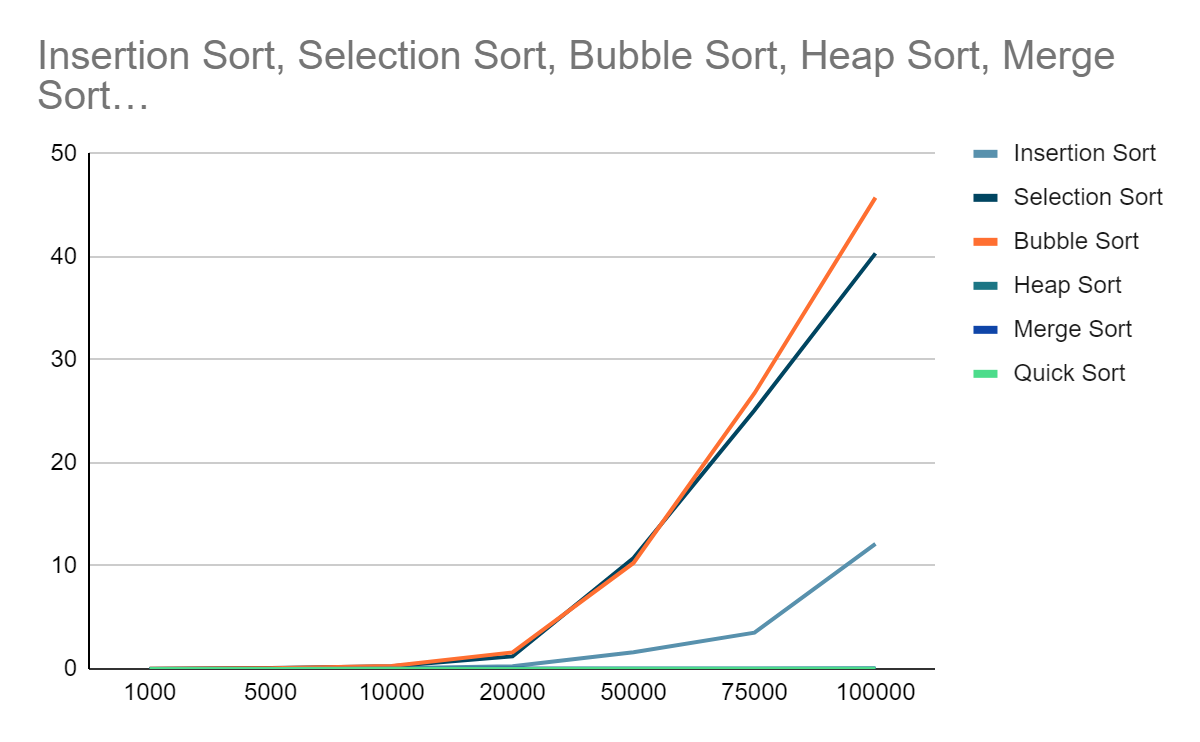 Insertion Sort, Selection Sort, Bubble Sort, Heap Sort, Merge
Sort…
50
40
30
20
10
0
1000 5000 10000 20000 50000 75000 100000
Insertion Sort
Selection Sort
Bubble Sort
Heap Sort
Merge Sort
Quick Sort